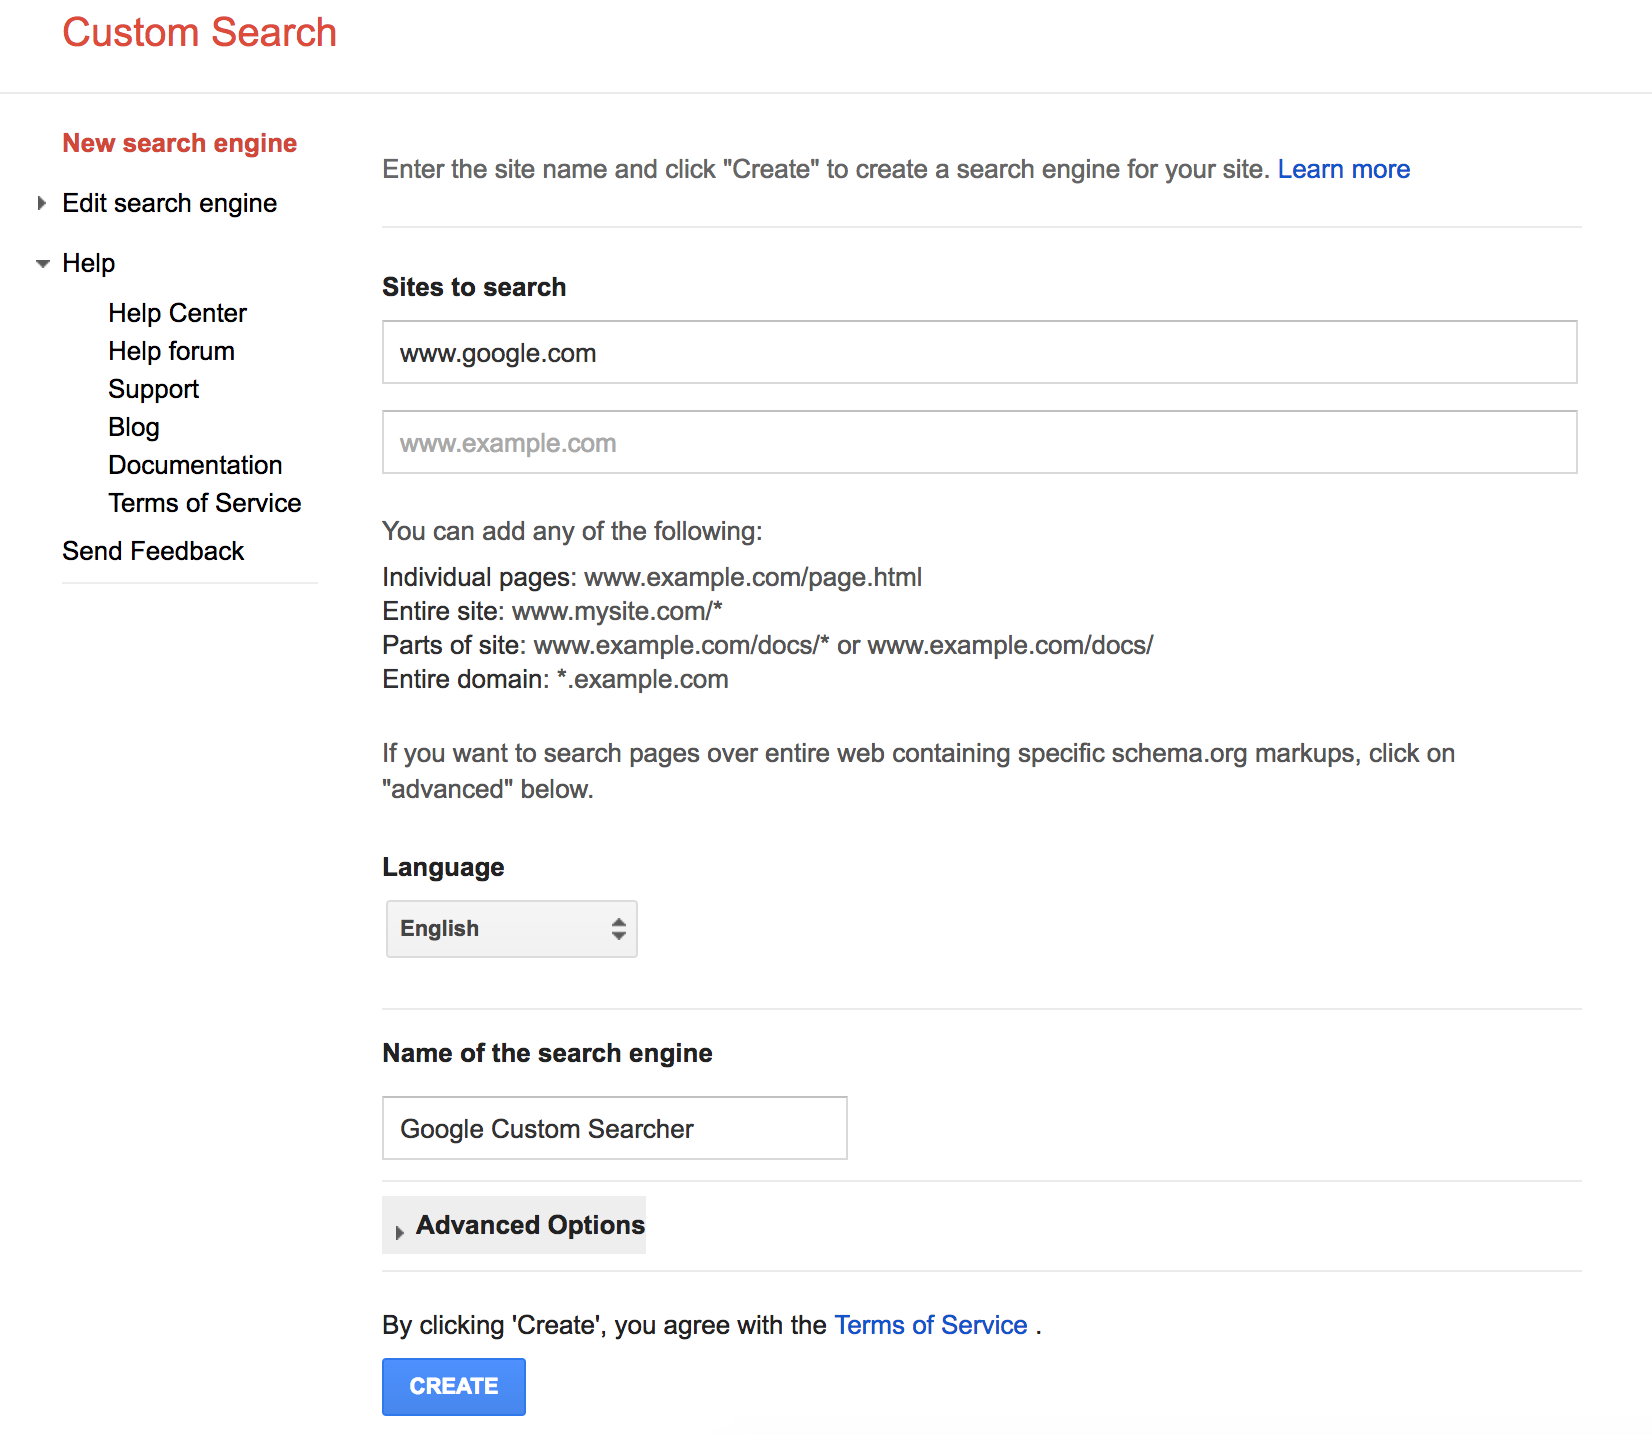 Custom Search
New search engine
Edit search engine
Help
Help Center
Help forum
Support
Blog
Documentation
Terms of Service
Send Feedback
Enter the site name and click "Create" to create a search engine for your site. Learn more
Sites to search
www.google.com
www.example.com
You can add any of the following:
Individual pages: www.example.com/page.html
Entire site: www.mysite.com/*
Parts of site: www.example.com/docs/* or www.example.com/docs/
Entire domain: *.example.com
If you want to search pages over entire web containing specific schema.org markups, click on
"advanced" below.
Language
English
Name of the search engine
Google Custom Searcher
Advanced Options
By clicking 'Create', you agree with the Terms of Service .
CREATE